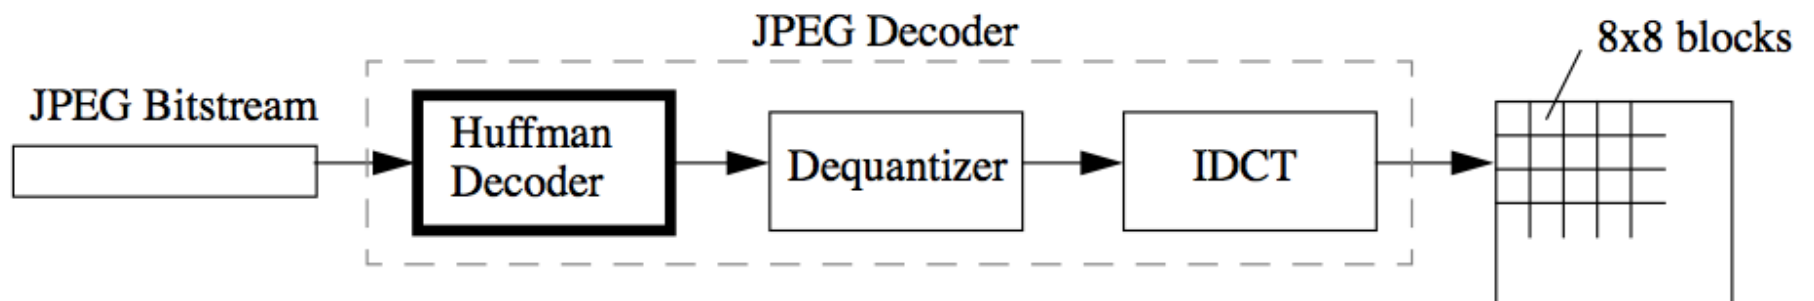 JPEG Decoder
8x8 blocks
JPEG Bitstream
Huffman
Decoder
Dequantizer
IDCT